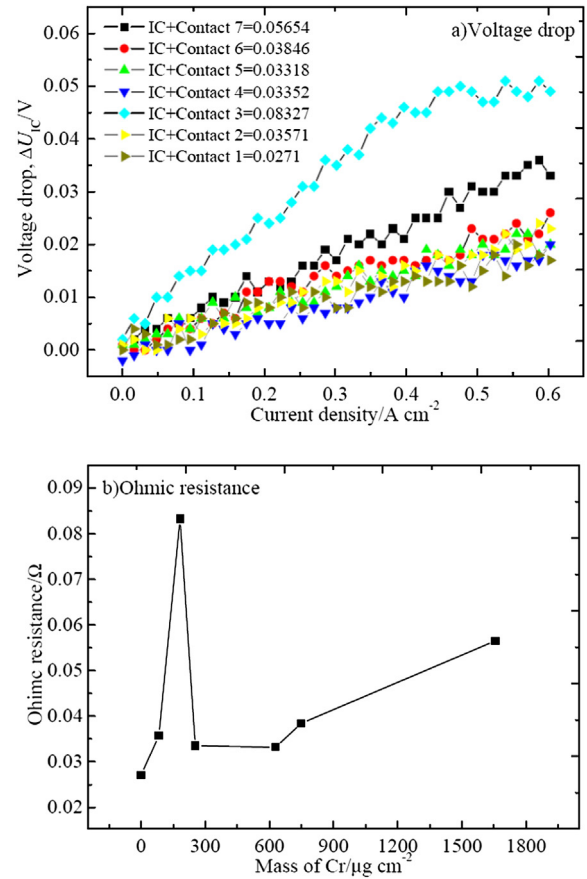 IC+Contact 7=0.05654
IC+Contact 6=0.03846
IC+Contact 5=0.03318
IC+Contact 4=0.03352
IC+Contact 3=0.08327
IC+Contact 2=0.03571
IC+Contact 1=0.0271
a)Voltage drop
0.06
0.05
0.04
0.03
0.02
0.01
0.00
Voltage drop, ΔU_IC/V
0.0 0.1 0.2 0.3 0.4 0.5 0.6
Current density/A cm⁻²
b)Ohmic resistance
0.09
0.08
0.07
0.06
0.05
0.04
0.03
0.02
Ohimc resistance/Ω
0 300 600 900 1200 1500 1800
Mass of Cr/μg cm⁻²